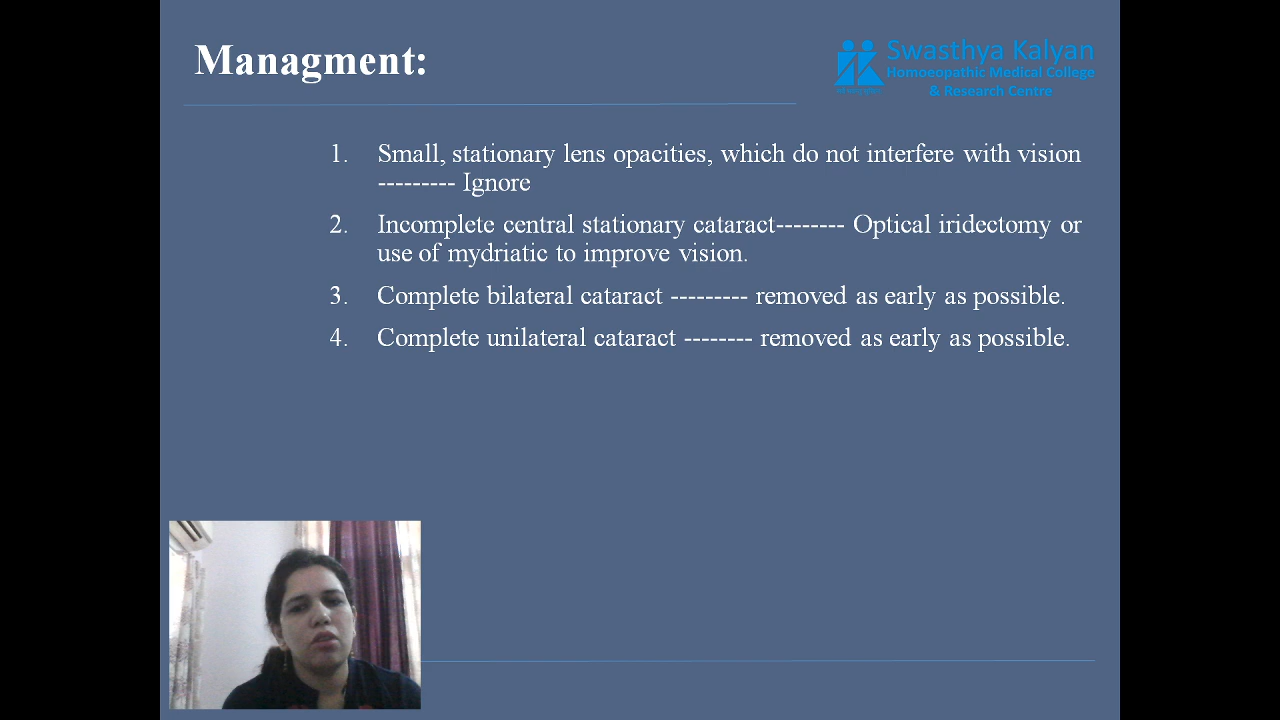 Managment:
Swasthya Kalyan
Homoeopathic Medical College
& Research Centre
1. Small, stationary lens opacities, which do not interfere with vision
--------- Ignore
2. Incomplete central stationary cataract-------- Optical iridectomy or
use of mydriatic to improve vision.
3. Complete bilateral cataract --------- removed as early as possible.
4. Complete unilateral cataract -------- removed as early as possible.